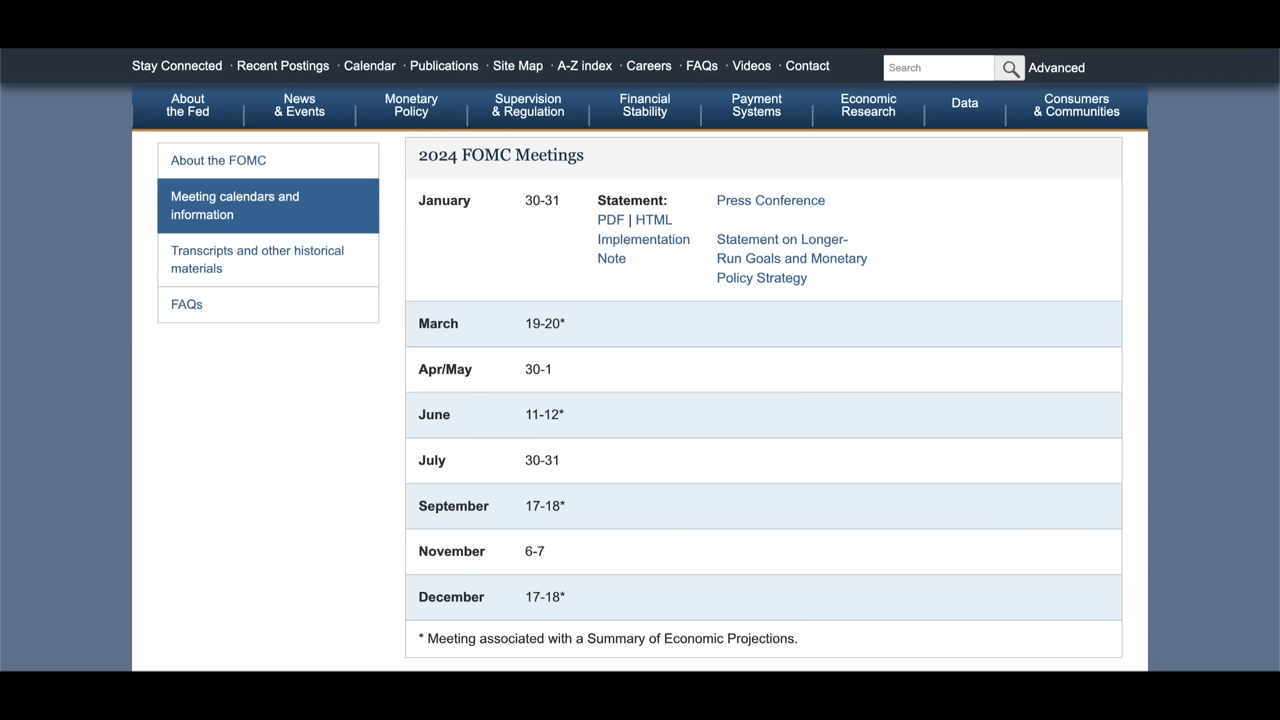 Stay Connected · Recent Postings · Calendar · Publications · Site Map · A-Z index · Careers · FAQs · Videos · Contact
Search
Advanced
About
the Fed
News
& Events
Monetary
Policy
Supervision
& Regulation
Financial
Stability
Payment
Systems
Economic
Research
Data
Consumers
& Communities
About the FOMC
Meeting calendars and
information
Transcripts and other historical
materials
FAQs
2024 FOMC Meetings
January 30-31 Statement: Press Conference
PDF | HTML
Implementation Statement on Longer-
Note Run Goals and Monetary
Policy Strategy
March 19-20*
Apr/May 30-1
June 11-12*
July 30-31
September 17-18*
November 6-7
December 17-18*
* Meeting associated with a Summary of Economic Projections.